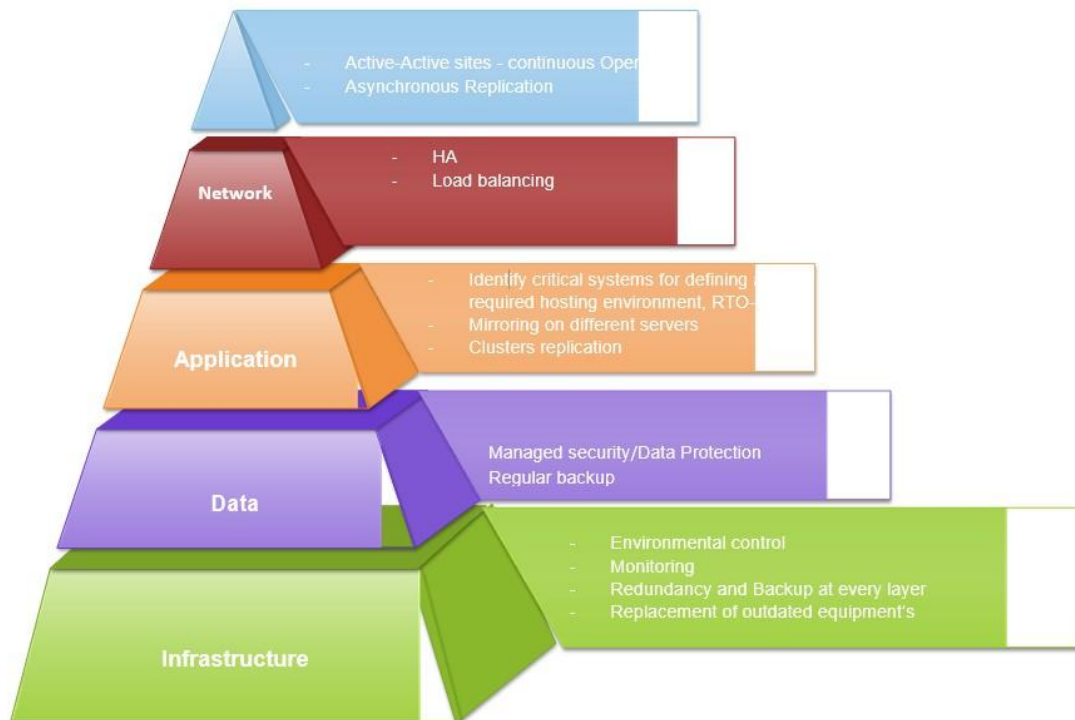 - Active-Active sites - continuous Oper
- Asynchronous Replication
- HA
- Load balancing
Network
- Identify critical systems for defining
required hosting environment, RTO-
- Mirroring on different servers
- Clusters replication
Application
Managed security/Data Protection
Regular backup
Data
- Environmental control
- Monitoring
- Redundancy and Backup at every layer
- Replacement of outdated equipment's
Infrastructure